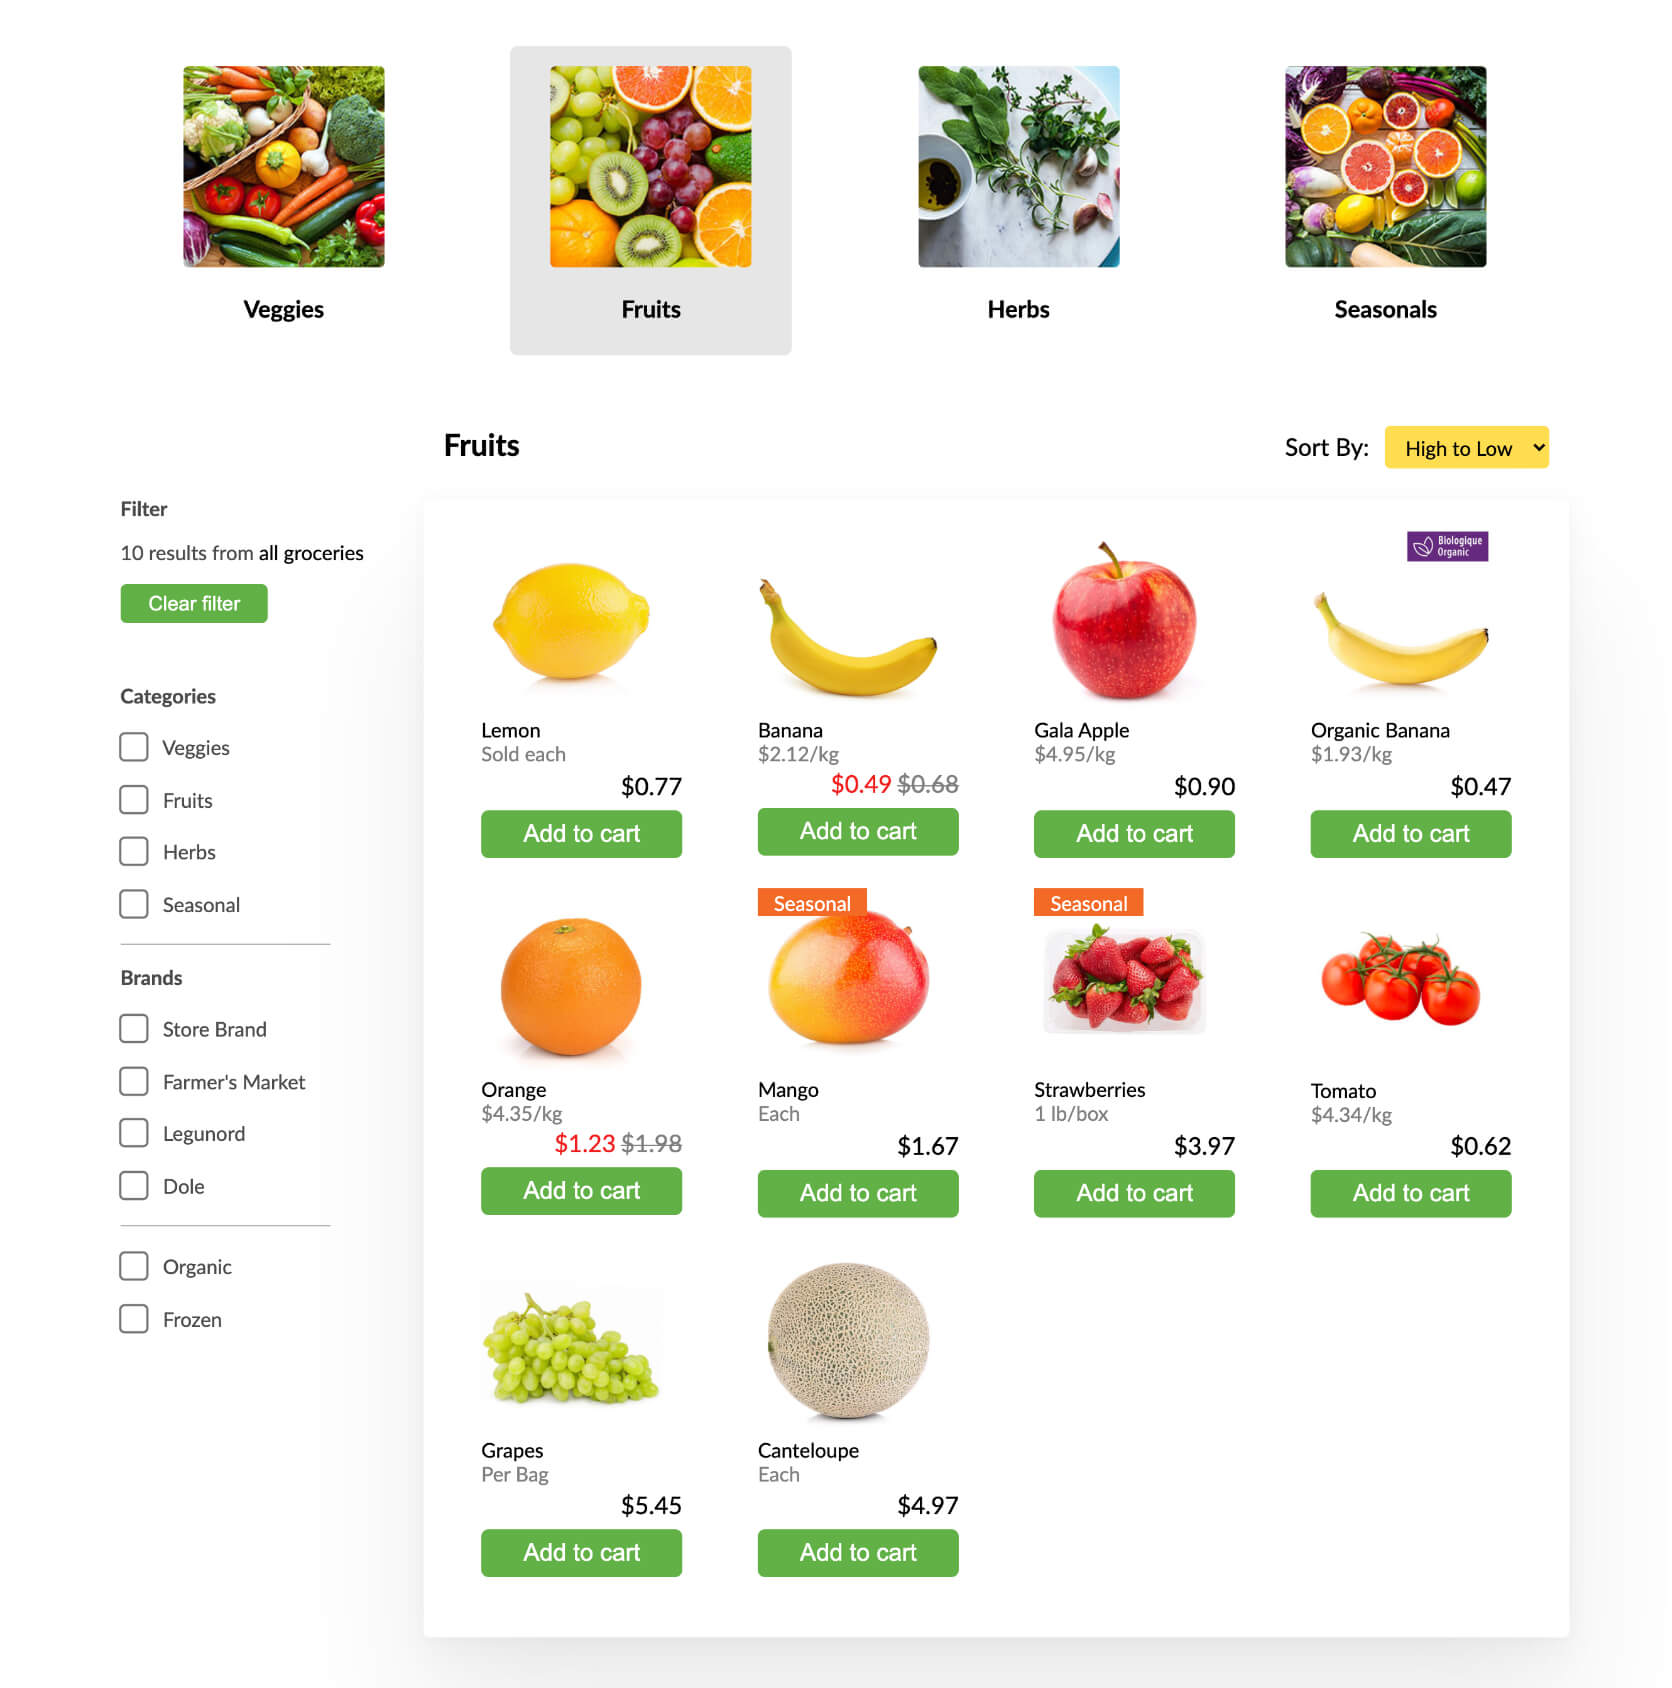 Veggies
Fruits
Herbs
Seasonals
Fruits
Sort By:
High to Low
Filter
10 results from all groceries
Clear filter
Categories
Veggies
Fruits
Herbs
Seasonal
Brands
Store Brand
Farmer's Market
Legunord
Dole
Organic
Frozen
Lemon
Sold each
$0.77
Add to cart
Banana
$2.12/kg
$0.49 $0.68
Add to cart
Gala Apple
$4.95/kg
$0.90
Add to cart
Biologique
Organic
Organic Banana
$1.93/kg
$0.47
Add to cart
Orange
$4.35/kg
$1.23 $1.98
Add to cart
Seasonal
Mango
Each
$1.67
Add to cart
Seasonal
Strawberries
1 lb/box
$3.97
Add to cart
Tomato
$4.34/kg
$0.62
Add to cart
Grapes
Per Bag
$5.45
Add to cart
Canteloupe
Each
$4.97
Add to cart